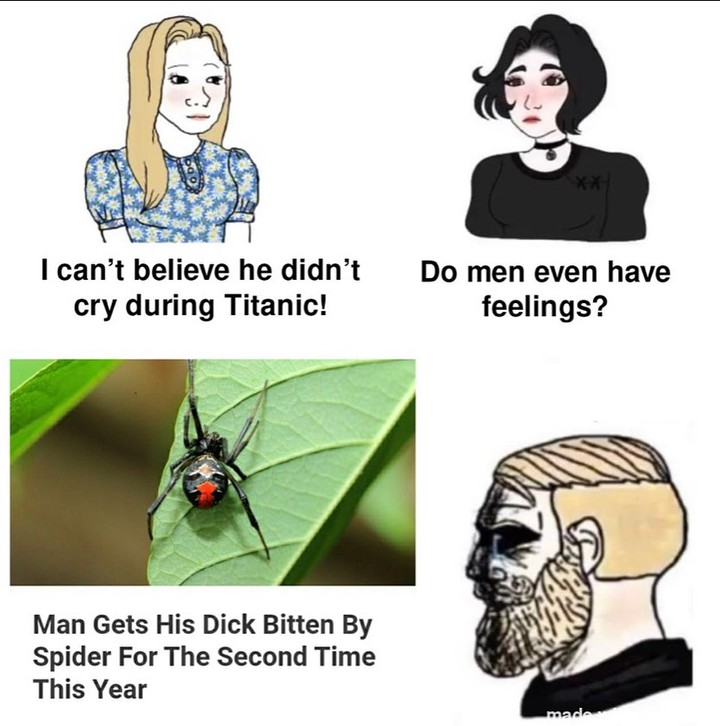 I can't believe he didn't
cry during Titanic!
Do men even have
feelings?
Man Gets His Dick Bitten By
Spider For The Second Time
This Year
made